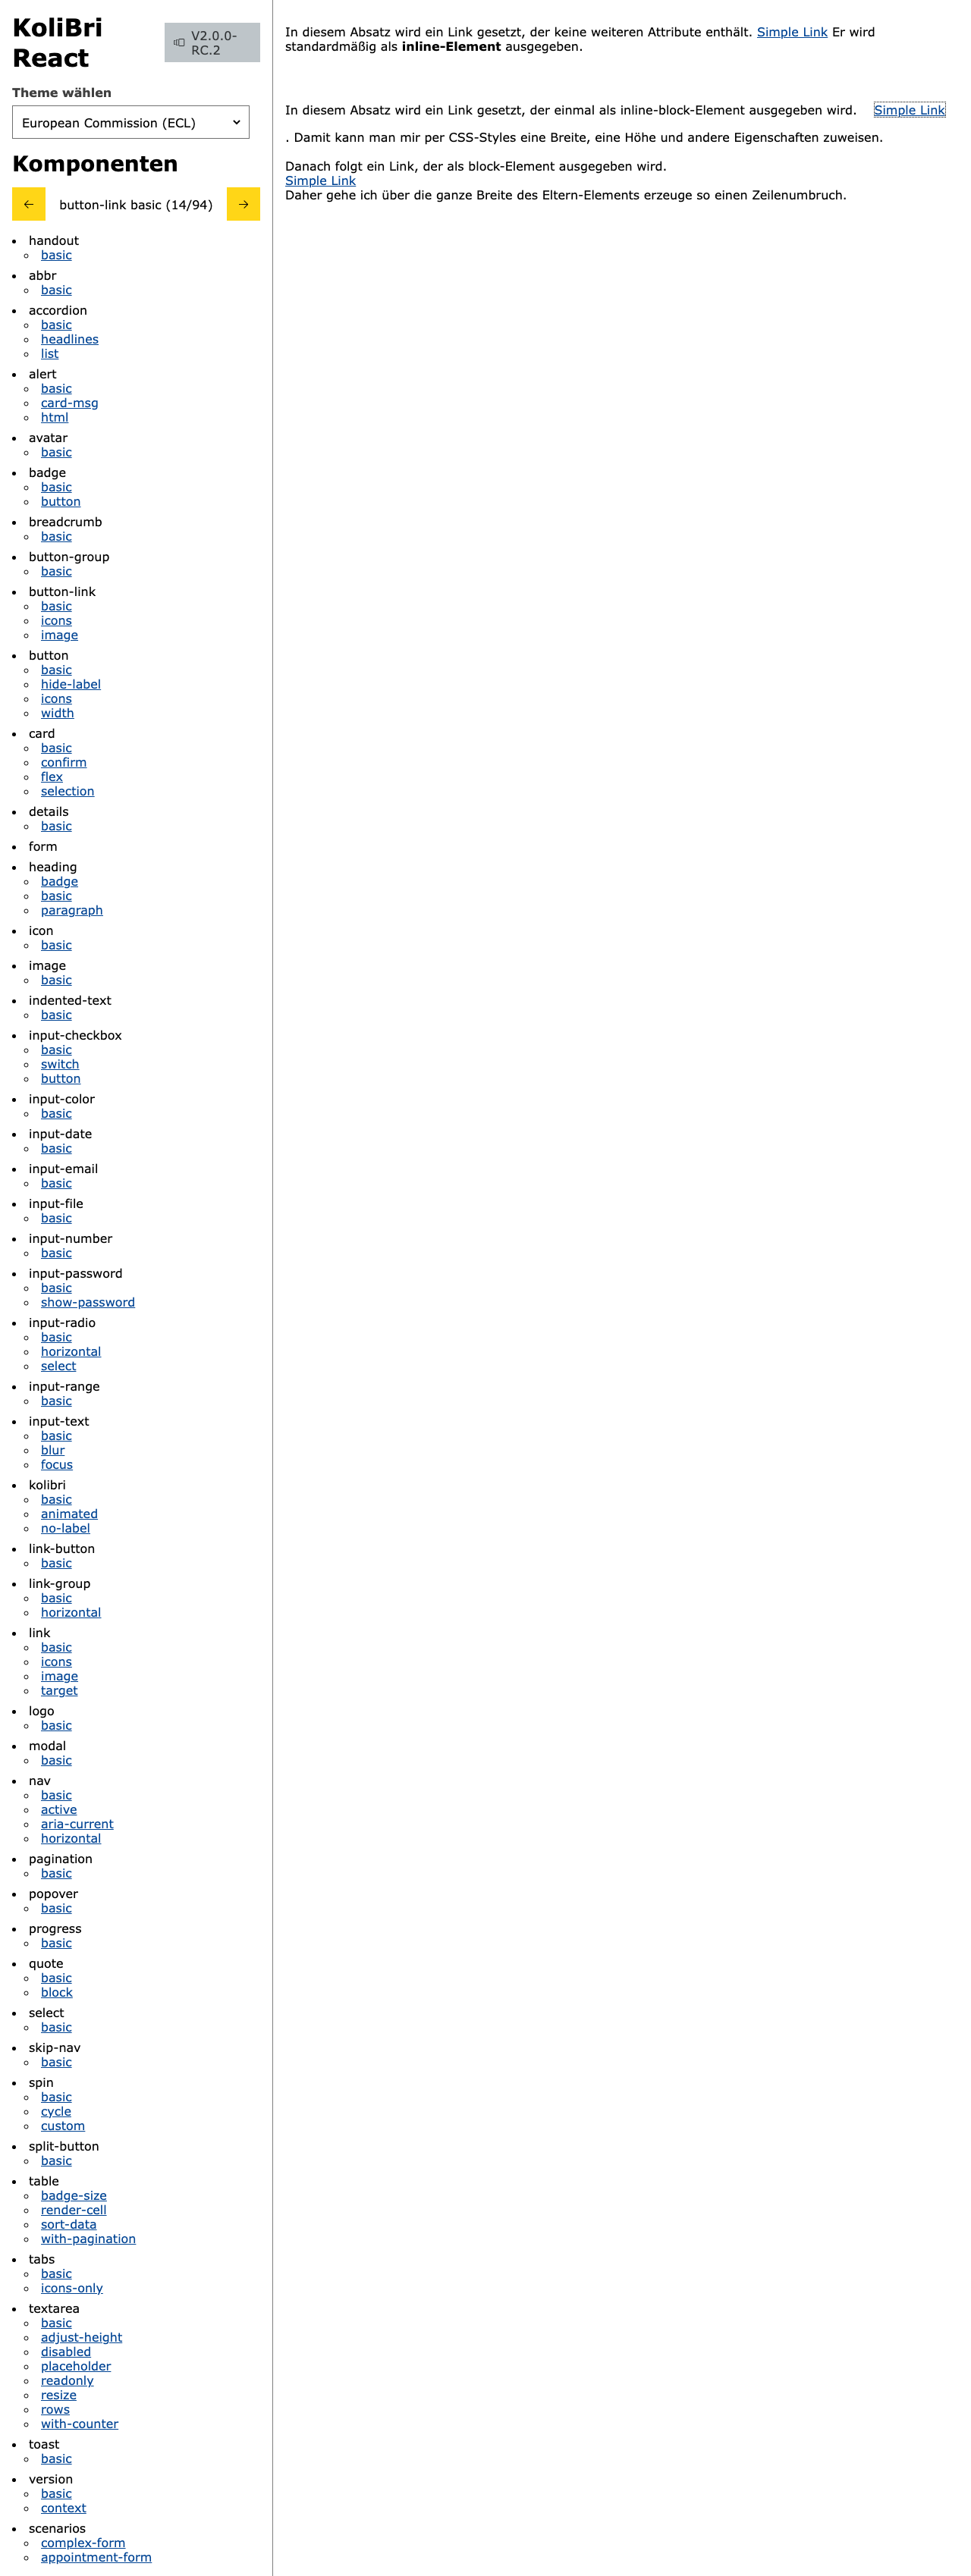 KoliBri
React
V2.0.0-
RC.2
Theme wählen
European Commission (ECL)
Komponenten
button-link basic (14/94)
handout
basic
abbr
basic
accordion
basic
headlines
list
alert
basic
card-msg
html
avatar
basic
badge
basic
button
breadcrumb
basic
button-group
basic
button-link
basic
icons
image
button
basic
hide-label
icons
width
card
basic
confirm
flex
selection
details
basic
form
heading
badge
basic
paragraph
icon
basic
image
basic
indented-text
basic
input-checkbox
basic
switch
button
input-color
basic
input-date
basic
input-email
basic
input-file
basic
input-number
basic
input-password
basic
show-password
input-radio
basic
horizontal
select
input-range
basic
input-text
basic
blur
focus
kolibri
basic
animated
no-label
link-button
basic
link-group
basic
horizontal
link
basic
icons
image
target
logo
basic
modal
basic
nav
basic
active
aria-current
horizontal
pagination
basic
popover
basic
progress
basic
quote
basic
block
select
basic
skip-nav
basic
spin
basic
cycle
custom
split-button
basic
table
badge-size
render-cell
sort-data
with-pagination
tabs
basic
icons-only
textarea
basic
adjust-height
disabled
placeholder
readonly
resize
rows
with-counter
toast
basic
version
basic
context
scenarios
complex-form
appointment-form
In diesem Absatz wird ein Link gesetzt, der keine weiteren Attribute enthält. Simple Link Er wird
standardmäßig als inline-Element ausgegeben.
In diesem Absatz wird ein Link gesetzt, der einmal als inline-block-Element ausgegeben wird. Simple Link
. Damit kann man mir per CSS-Styles eine Breite, eine Höhe und andere Eigenschaften zuweisen.
Danach folgt ein Link, der als block-Element ausgegeben wird.
Simple Link
Daher gehe ich über die ganze Breite des Eltern-Elements erzeuge so einen Zeilenumbruch.